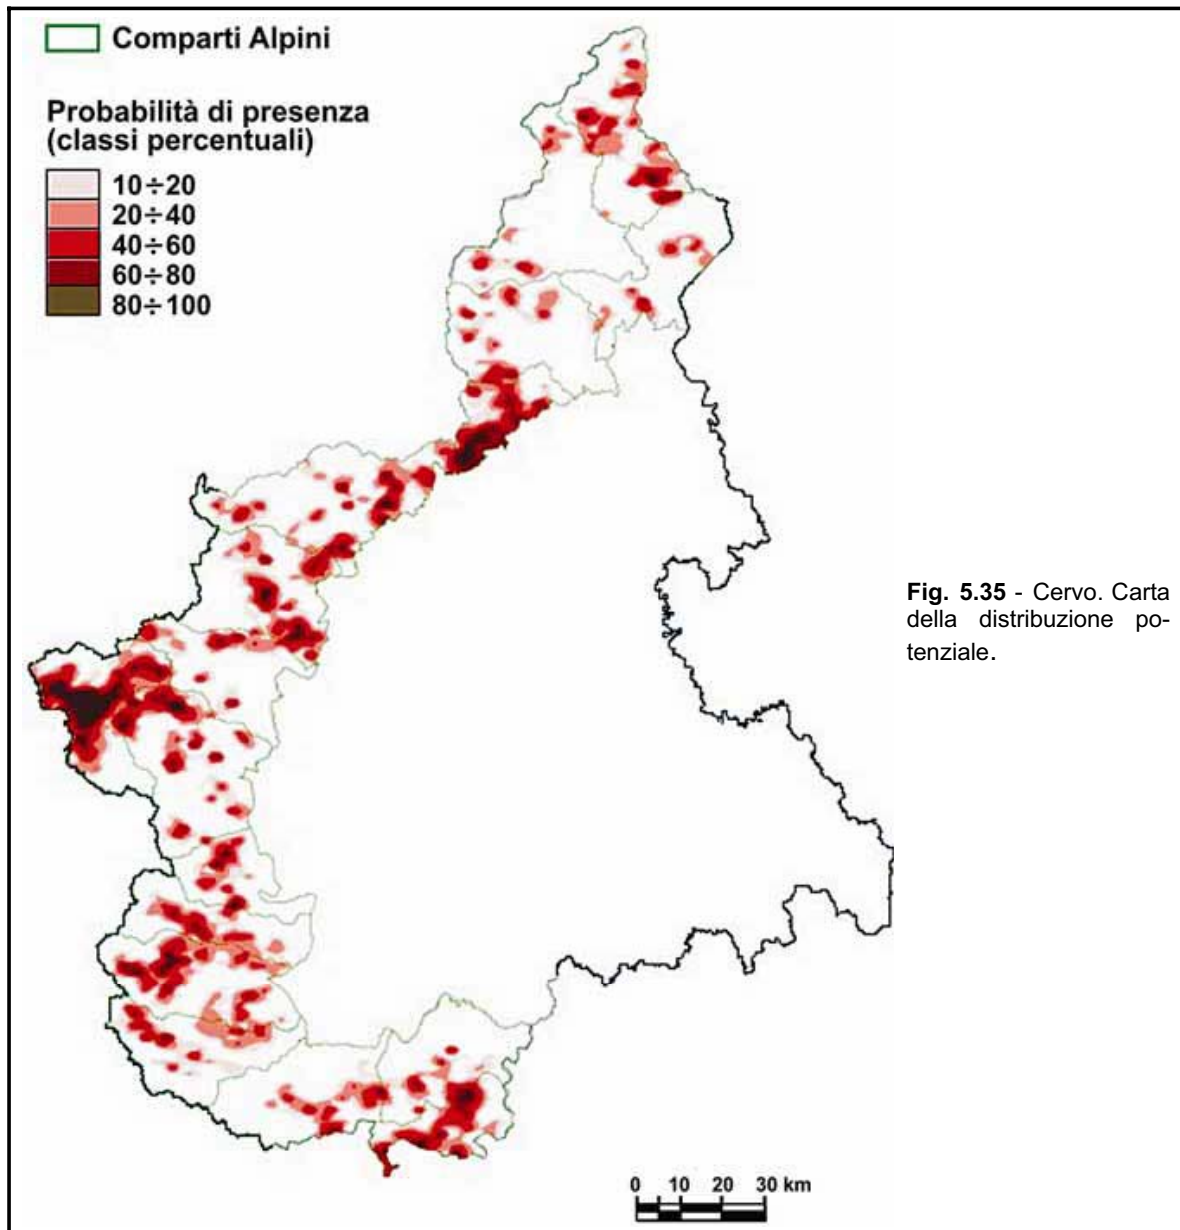 Comparti Alpini
Probabilità di presenza
(classi percentuali)
10÷20
20÷40
40÷60
60÷80
80÷100
Fig. 5.35 - Cervo. Carta
della distribuzione po-
tenziale.
0 10 20 30 km